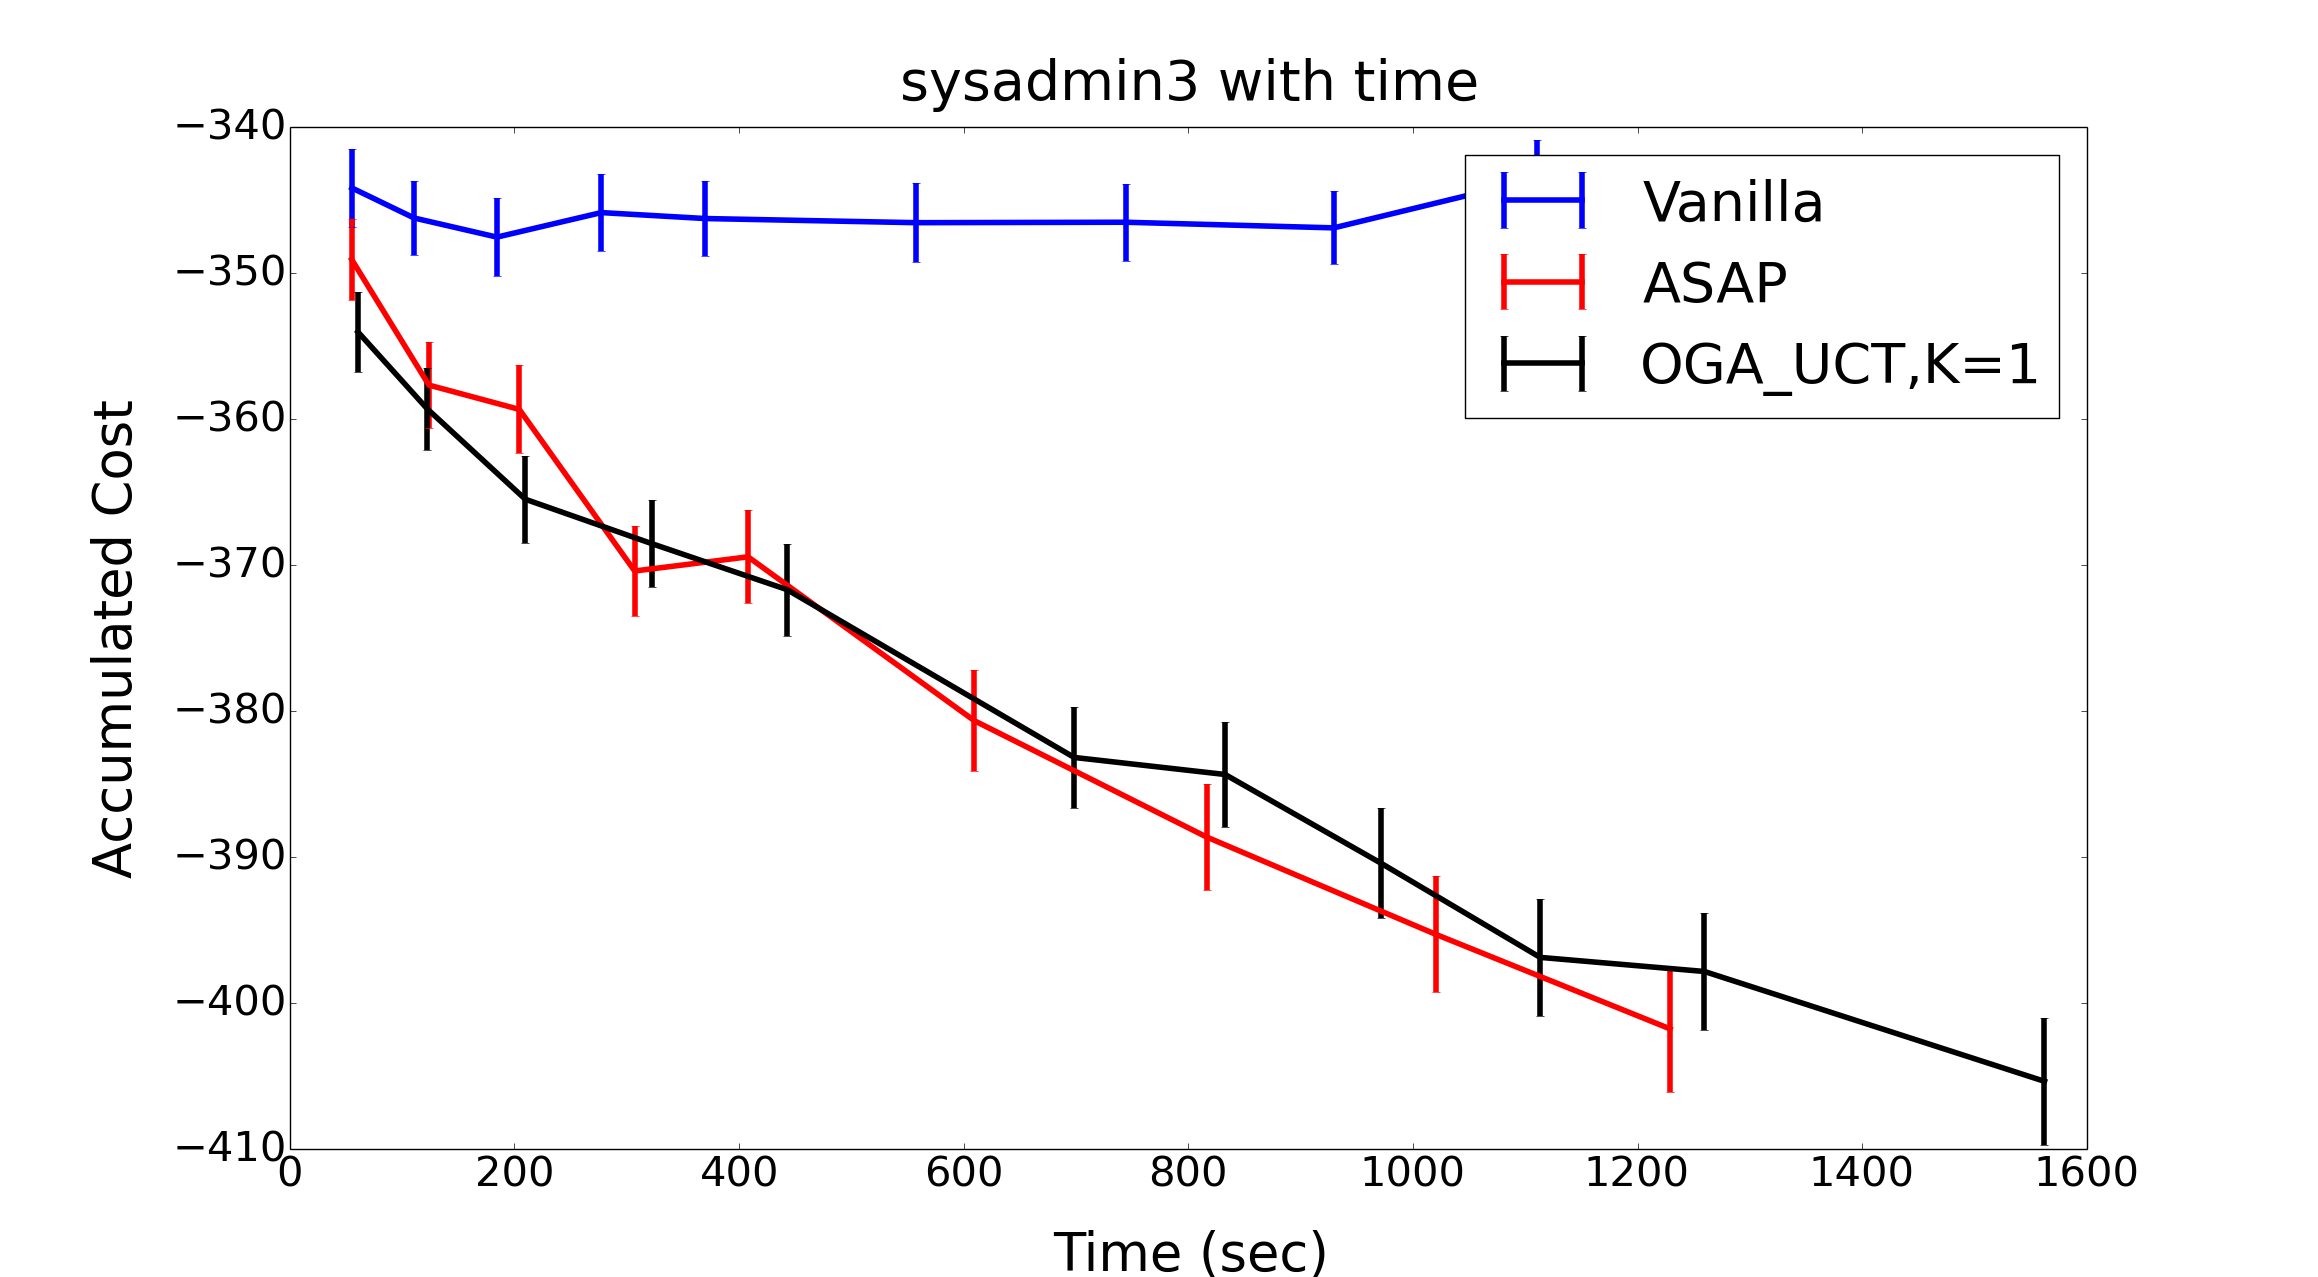 sysadmin3 with time
−340
−350
−360
−370
−380
−390
−400
−410
Accumulated Cost
Vanilla
ASAP
OGA_UCT,K=1
0 200 400 600 800 1000 1200 1400 1600
Time (sec)